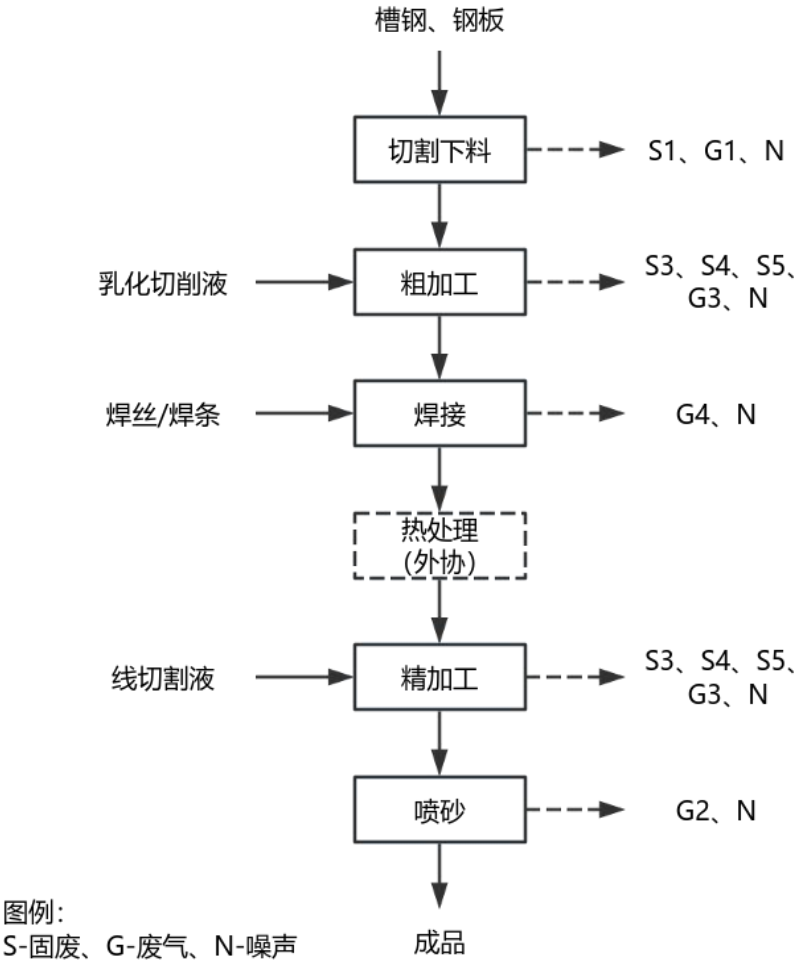 槽钢、钢板
切割下料
S1、G1、N
乳化切削液
粗加工
S3、S4、S5、
G3、N
焊丝/焊条
焊接
G4、N
热处理
(外协)
线切割液
精加工
S3、S4、S5、
G3、N
喷砂
G2、N
图例：
S-固废、G-废气、N-噪声
成品